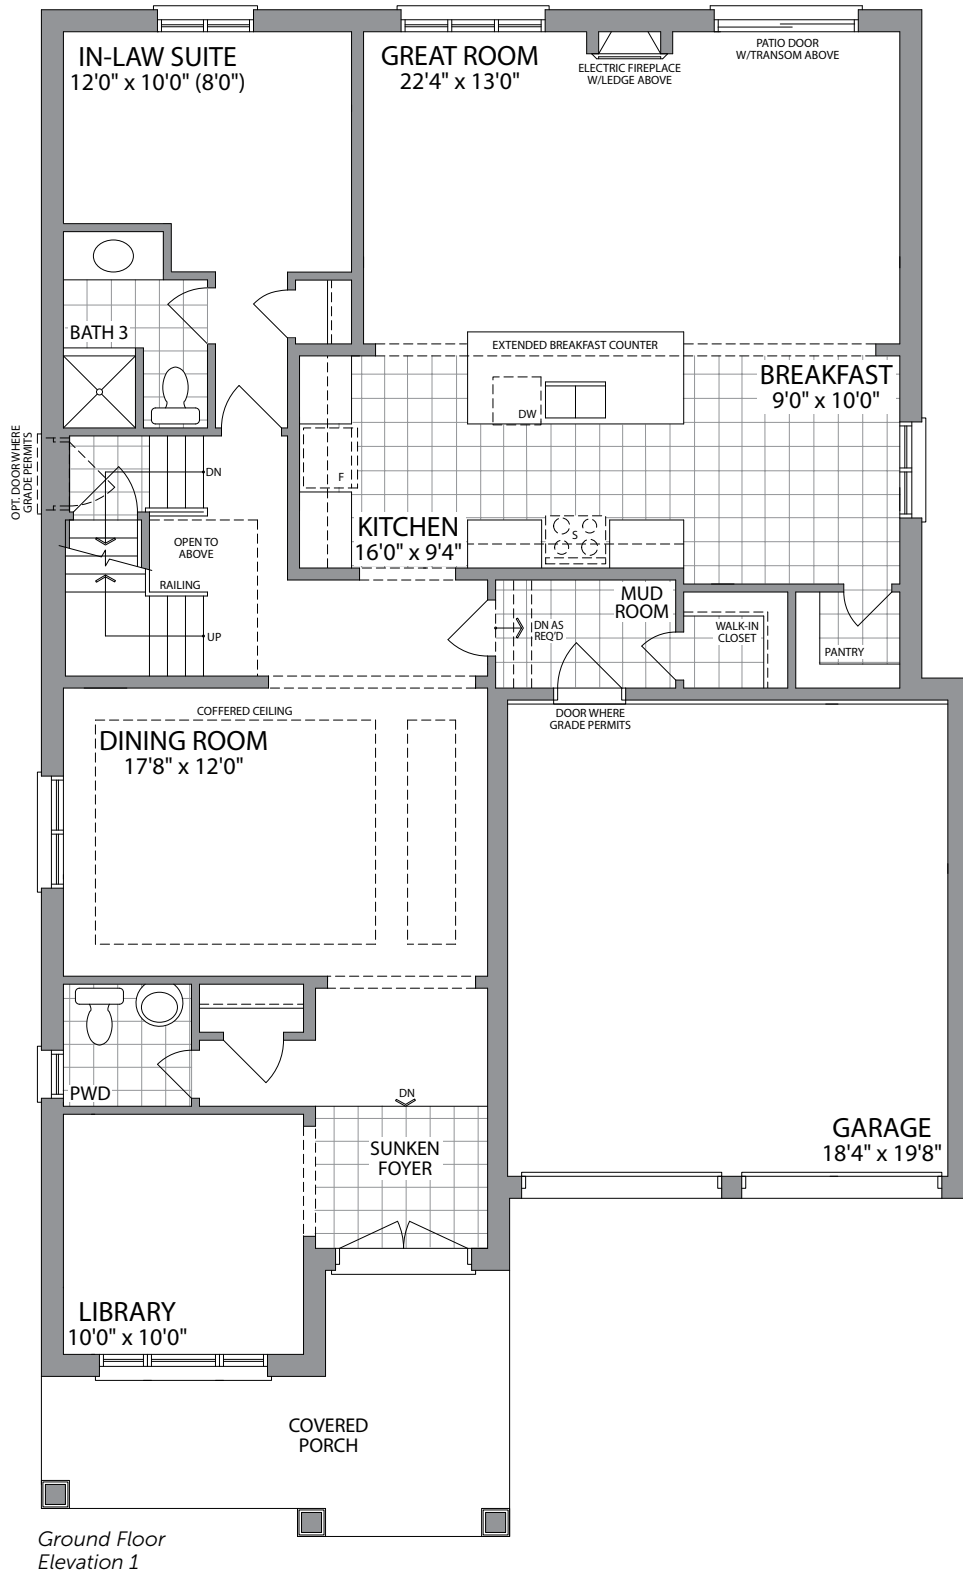 IN-LAW SUITE
12'0" x 10'0" (8'0")
GREAT ROOM
22'4" x 13'0"
ELECTRIC FIREPLACE
W/LEDGE ABOVE
PATIO DOOR
W/TRANSOM ABOVE
BATH 3
EXTENDED BREAKFAST COUNTER
BREAKFAST
9'0" x 10'0"
DW
OPT. DOOR WHERE
GRADE PERMITS
DN
F
KITCHEN
16'0" x 9'4"
S
OPEN TO
ABOVE
RAILING
UP
MUD
ROOM
DN AS
REQ'D
WALK-IN
CLOSET
PANTRY
COFFERED CEILING
DINING ROOM
17'8" x 12'0"
DOOR WHERE
GRADE PERMITS
PWD
DN
SUNKEN
FOYER
GARAGE
18'4" x 19'8"
LIBRARY
10'0" x 10'0"
COVERED
PORCH
Ground Floor
Elevation 1